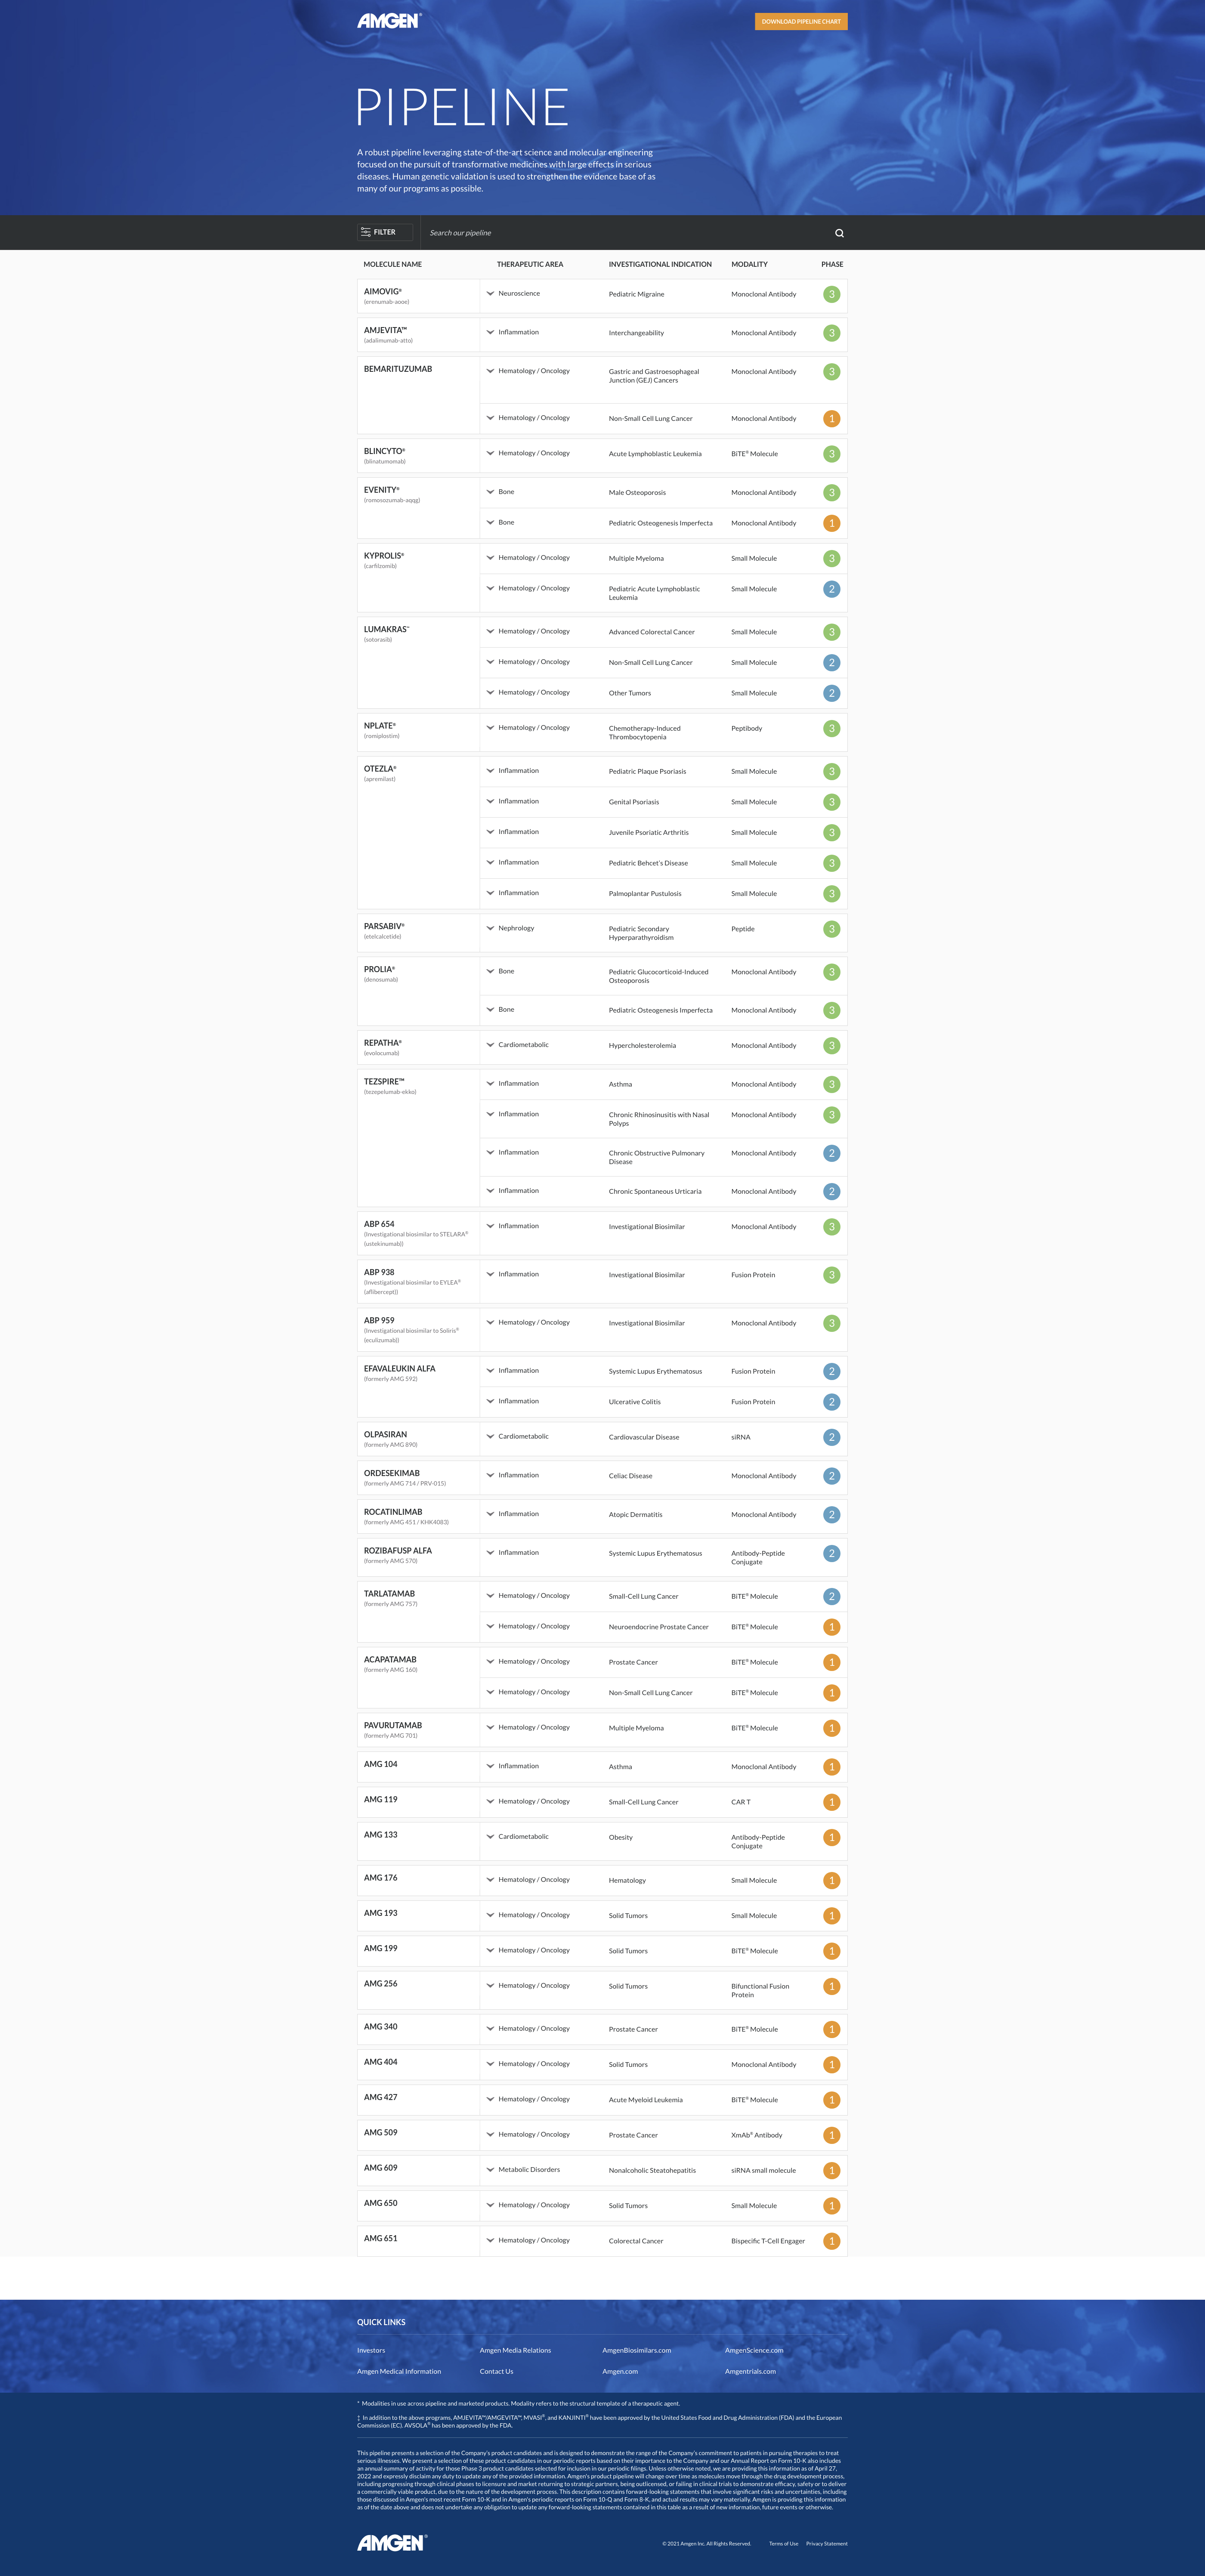 AMGEN®
DOWNLOAD PIPELINE CHART
PIPELINE
A robust pipeline leveraging state-of-the-art science and molecular engineering
focused on the pursuit of transformative medicines with large effects in serious
diseases. Human genetic validation is used to strengthen the evidence base of as
many of our programs as possible.
FILTER
Search our pipeline
MOLECULE NAME THERAPEUTIC AREA INVESTIGATIONAL INDICATION MODALITY PHASE
AIMOVIG® Neuroscience Pediatric Migraine Monoclonal Antibody 3
(erenumab-aooe)
AMJEVITA™ Inflammation Interchangeability Monoclonal Antibody 3
(adalimumab-atto)
BEMARITUZUMAB Hematology / Oncology Gastric and Gastroesophageal Monoclonal Antibody 3
Junction (GEJ) Cancers
Hematology / Oncology Non-Small Cell Lung Cancer Monoclonal Antibody 1
BLINCYTO® Hematology / Oncology Acute Lymphoblastic Leukemia BiTE® Molecule 3
(blinatumomab)
EVENITY® Bone Male Osteoporosis Monoclonal Antibody 3
(romosozumab-aqqg)
Bone Pediatric Osteogenesis Imperfecta Monoclonal Antibody 1
KYPROLIS® Hematology / Oncology Multiple Myeloma Small Molecule 3
(carfilzomib)
Hematology / Oncology Pediatric Acute Lymphoblastic Small Molecule 2
Leukemia
LUMAKRAS™ Hematology / Oncology Advanced Colorectal Cancer Small Molecule 3
(sotorasib)
Hematology / Oncology Non-Small Cell Lung Cancer Small Molecule 2
Hematology / Oncology Other Tumors Small Molecule 2
NPLATE® Hematology / Oncology Chemotherapy-Induced Peptibody 3
(romiplostim) Thrombocytopenia
OTEZLA® Inflammation Pediatric Plaque Psoriasis Small Molecule 3
(apremilast)
Inflammation Genital Psoriasis Small Molecule 3
Inflammation Juvenile Psoriatic Arthritis Small Molecule 3
Inflammation Pediatric Behcet's Disease Small Molecule 3
Inflammation Palmoplantar Pustulosis Small Molecule 3
PARSABIV® Nephrology Pediatric Secondary Peptide 3
(etelcalcetide) Hyperparathyroidism
PROLIA® Bone Pediatric Glucocorticoid-Induced Monoclonal Antibody 3
(denosumab) Osteoporosis
Bone Pediatric Osteogenesis Imperfecta Monoclonal Antibody 3
REPATHA® Cardiometabolic Hypercholesterolemia Monoclonal Antibody 3
(evolocumab)
TEZSPIRE™ Inflammation Asthma Monoclonal Antibody 3
(tezepelumab-ekko)
Inflammation Chronic Rhinosinusitis with Nasal Monoclonal Antibody 3
Polyps
Inflammation Chronic Obstructive Pulmonary Monoclonal Antibody 2
Disease
Inflammation Chronic Spontaneous Urticaria Monoclonal Antibody 2
ABP 654 Inflammation Investigational Biosimilar Monoclonal Antibody 3
(Investigational biosimilar to STELARA®
(ustekinumab))
ABP 938 Inflammation Investigational Biosimilar Fusion Protein 3
(Investigational biosimilar to EYLEA®
(aflibercept))
ABP 959 Hematology / Oncology Investigational Biosimilar Monoclonal Antibody 3
(Investigational biosimilar to Soliris®
(eculizumab))
EFAVALEUKIN ALFA Inflammation Systemic Lupus Erythematosus Fusion Protein 2
(formerly AMG 592)
Inflammation Ulcerative Colitis Fusion Protein 2
OLPASIRAN Cardiometabolic Cardiovascular Disease siRNA 2
(formerly AMG 890)
ORDESEKIMAB Inflammation Celiac Disease Monoclonal Antibody 2
(formerly AMG 714 / PRV-015)
ROCATINLIMAB Inflammation Atopic Dermatitis Monoclonal Antibody 2
(formerly AMG 451 / KHK4083)
ROZIBAFUSP ALFA Inflammation Systemic Lupus Erythematosus Antibody-Peptide 2
(formerly AMG 570) Conjugate
TARLATAMAB Hematology / Oncology Small-Cell Lung Cancer BiTE® Molecule 2
(formerly AMG 757)
Hematology / Oncology Neuroendocrine Prostate Cancer BiTE® Molecule 1
ACAPATAMAB Hematology / Oncology Prostate Cancer BiTE® Molecule 1
(formerly AMG 160)
Hematology / Oncology Non-Small Cell Lung Cancer BiTE® Molecule 1
PAVURUTAMAB Hematology / Oncology Multiple Myeloma BiTE® Molecule 1
(formerly AMG 701)
AMG 104 Inflammation Asthma Monoclonal Antibody 1
AMG 119 Hematology / Oncology Small-Cell Lung Cancer CAR T 1
AMG 133 Cardiometabolic Obesity Antibody-Peptide 1
Conjugate
AMG 176 Hematology / Oncology Hematology Small Molecule 1
AMG 193 Hematology / Oncology Solid Tumors Small Molecule 1
AMG 199 Hematology / Oncology Solid Tumors BiTE® Molecule 1
AMG 256 Hematology / Oncology Solid Tumors Bifunctional Fusion 1
Protein
AMG 340 Hematology / Oncology Prostate Cancer BiTE® Molecule 1
AMG 404 Hematology / Oncology Solid Tumors Monoclonal Antibody 1
AMG 427 Hematology / Oncology Acute Myeloid Leukemia BiTE® Molecule 1
AMG 509 Hematology / Oncology Prostate Cancer XmAb® Antibody 1
AMG 609 Metabolic Disorders Nonalcoholic Steatohepatitis siRNA small molecule 1
AMG 650 Hematology / Oncology Solid Tumors Small Molecule 1
AMG 651 Hematology / Oncology Colorectal Cancer Bispecific T-Cell Engager 1
QUICK LINKS
Investors Amgen Media Relations AmgenBiosimilars.com AmgenScience.com
Amgen Medical Information Contact Us Amgen.com Amgentrials.com
* Modalities in use across pipeline and marketed products. Modality refers to the structural template of a therapeutic agent.
‡ In addition to the above programs, AMJEVITA™/AMGEVITA™, MVASI®, and KANJINTI® have been approved by the United States Food and Drug Administration (FDA) and the European
Commission (EC). AVSOLA® has been approved by the FDA.
This pipeline presents a selection of the Company's product candidates and is designed to demonstrate the range of the Company's commitment to patients in pursuing therapies to treat
serious illnesses. We present a selection of these product candidates in our periodic reports based on their importance to the Company and our Annual Report on Form 10-K also includes
an annual summary of activity for those Phase 3 product candidates selected for inclusion in our periodic filings. Unless otherwise noted, we are providing this information as of April 27,
2022 and expressly disclaim any duty to update any of the provided information. Amgen's product pipeline will change over time as molecules move through the drug development process,
including progressing through clinical phases to licensure and market returning to strategic partners, being outlicensed, or failing in clinical trials to demonstrate efficacy, safety or to deliver
a commercially viable product, due to the nature of the development process. This description contains forward-looking statements that involve significant risks and uncertainties, including
those discussed in Amgen's most recent Form 10-K and in Amgen's periodic reports on Form 10-Q and Form 8-K, and actual results may vary materially. Amgen is providing this information
as of the date above and does not undertake any obligation to update any forward-looking statements contained in this table as a result of new information, future events or otherwise.
AMGEN®
© 2021 Amgen Inc. All Rights Reserved. Terms of Use Privacy Statement